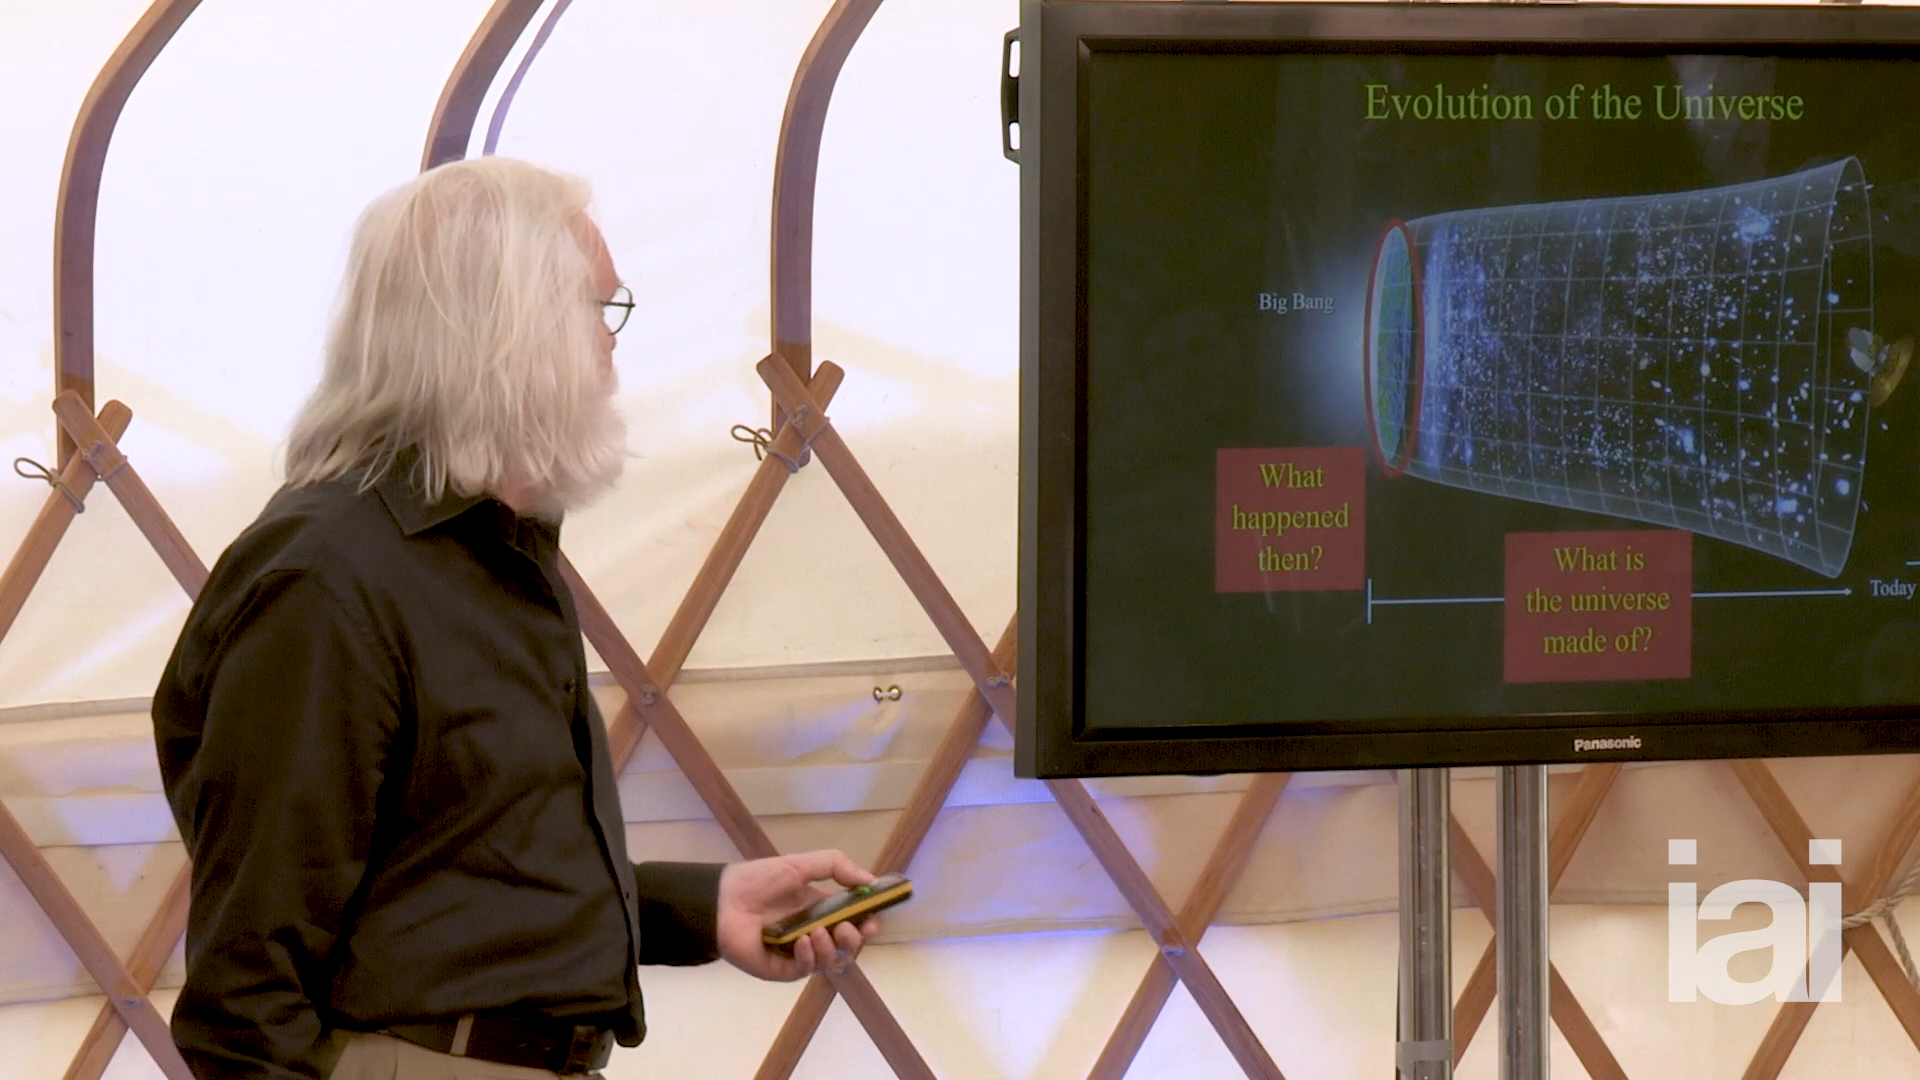 Evolution of the Universe
Big Bang
What
happened
then?
What is
the universe
made of?
Today
Panasonic
iai